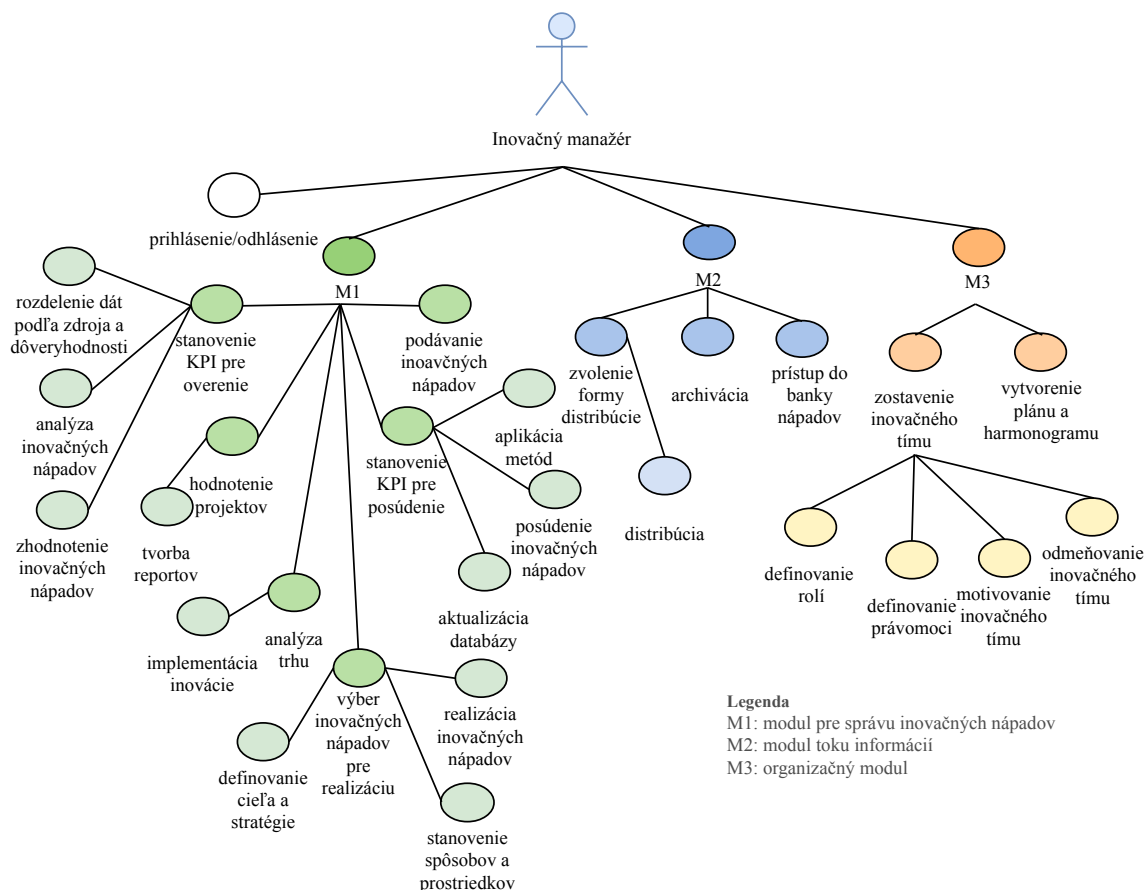 Inovačný manažér
prihlásenie/odhlásenie
M1
M2
M3
rozdelenie dát
podľa zdroja a
dôveryhodnosti
stanovenie
KPI pre
overenie
podávanie
inoavčných
nápadov
zvolenie
formy
distribúcie
archivácia
prístup do
banky
nápadov
zostavenie
inovačného
tímu
vytvorenie
plánu a
harmonogramu
analýza
inovačných
nápadov
hodnotenie
projektov
stanovenie
KPI pre
posúdenie
aplikácia
metód
zhodnotenie
inovačných
nápadov
tvorba
reportov
posúdenie
inovačných
nápadov
distribúcia
definovanie
rolí
definovanie
právomoci
motivovanie
inovačného
tímu
odmeňovanie
inovačného
tímu
implementácia
inovácie
analýza
trhu
aktualizácia
databázy
výber
inovačných
nápadov
pre
realizáciu
realizácia
inovačných
nápadov
definovanie
cieľa a
stratégie
stanovenie
spôsobov a
prostriedkov
Legenda
M1: modul pre správu inovačných nápadov
M2: modul toku informácií
M3: organizačný modul